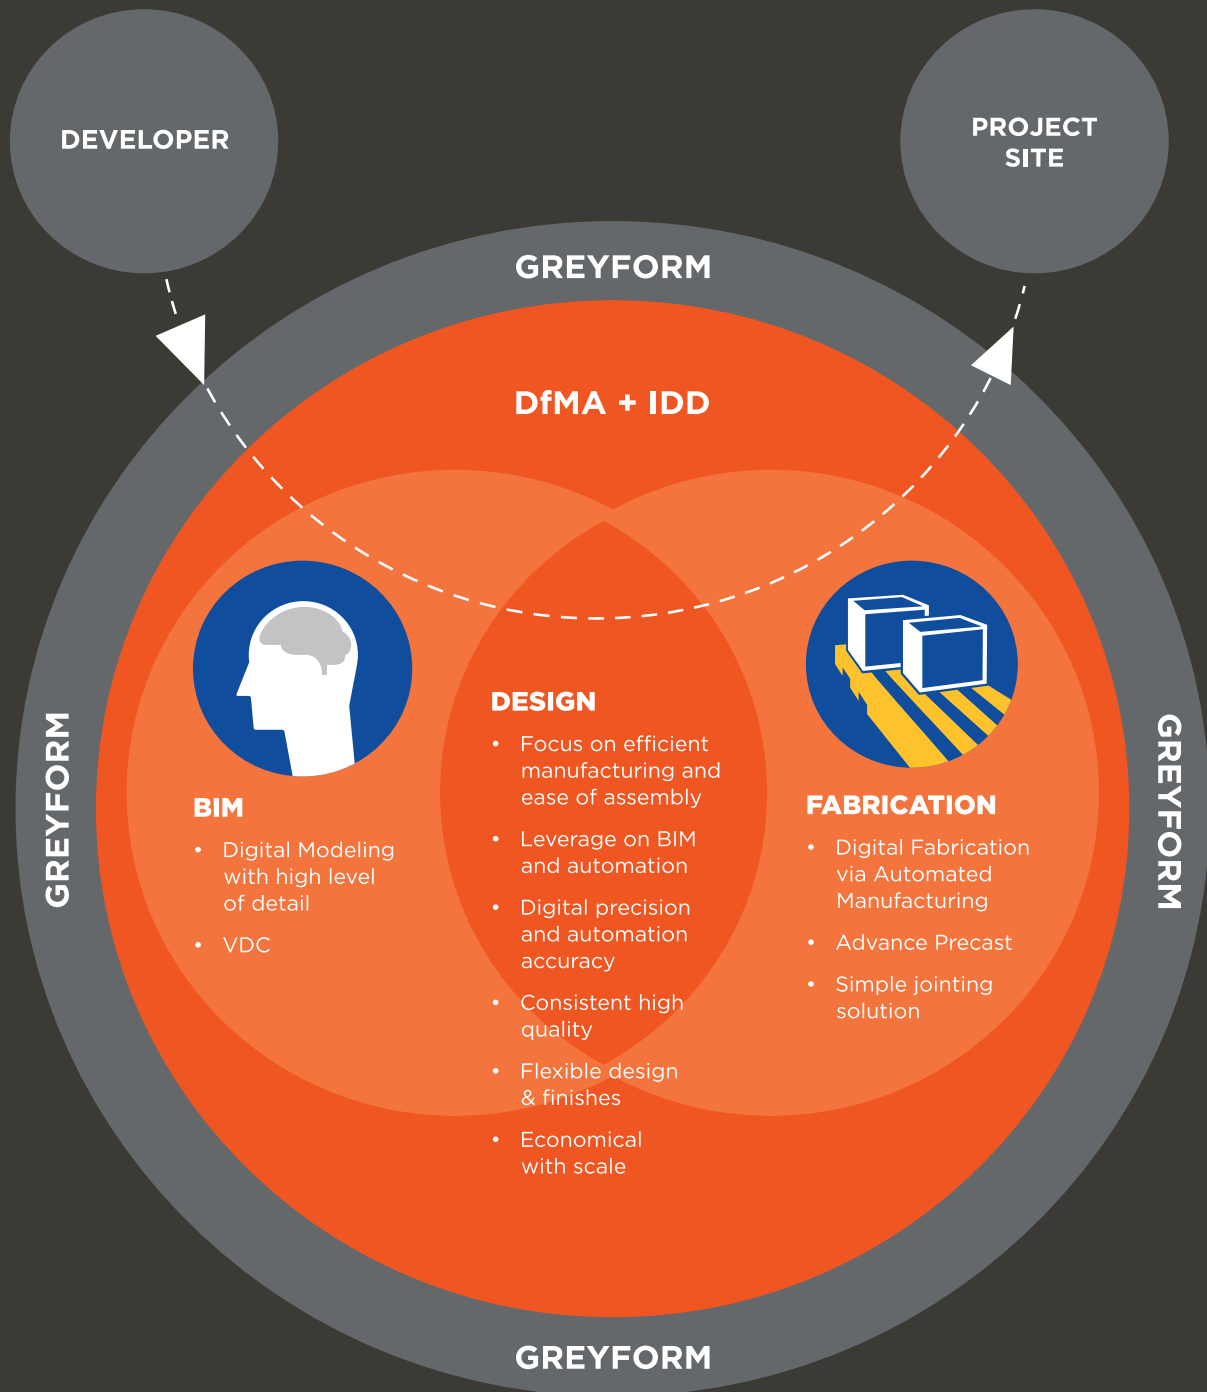 DEVELOPER
PROJECT
SITE
GREYFORM
DfMA + IDD
GREYFORM
BIM
• Digital Modeling
with high level
of detail
• VDC
DESIGN
• Focus on efficient
manufacturing and
ease of assembly
• Leverage on BIM
and automation
• Digital precision
and automation
accuracy
• Consistent high
quality
• Flexible design
& finishes
• Economical
with scale
FABRICATION
• Digital Fabrication
via Automated
Manufacturing
• Advance Precast
• Simple jointing
solution
GREYFORM
GREYFORM